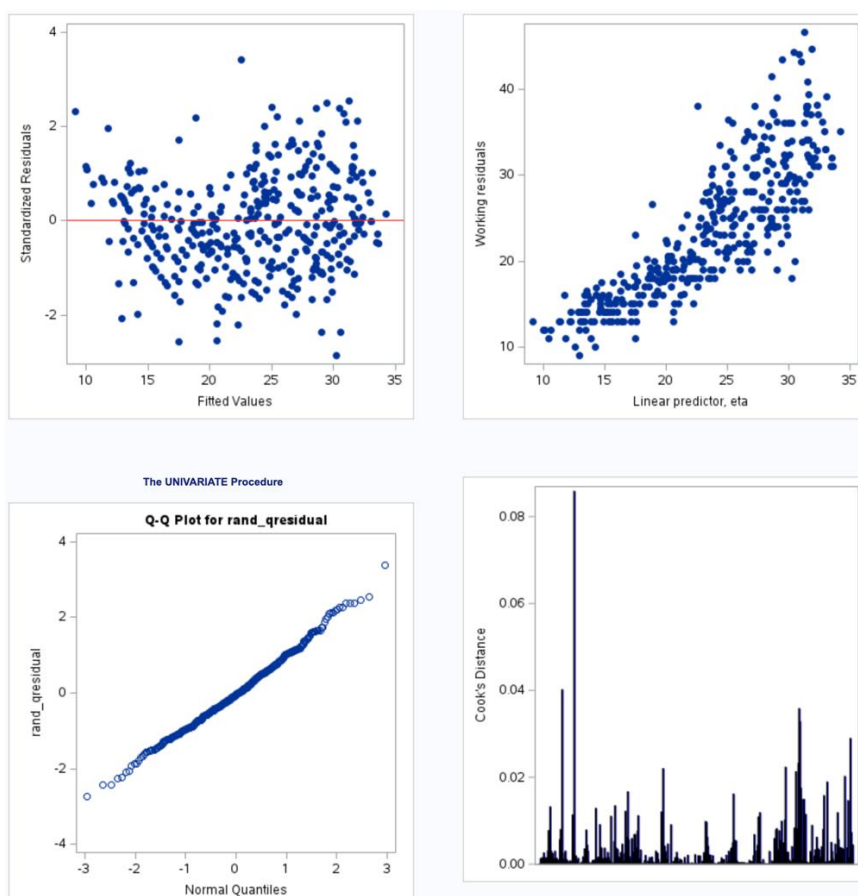 4
2
0
-2
Standardized Residuals
10 15 20 25 30 35
Fitted Values
40
30
20
10
Working residuals
10 15 20 25 30 35
Linear predictor, eta
The UNIVARIATE Procedure
Q-Q Plot for rand_qresidual
4
2
0
-2
-4
rand_qresidual
-3 -2 -1 0 1 2 3
Normal Quantiles
0.08
0.06
0.04
0.02
0.00
Cook's Distance